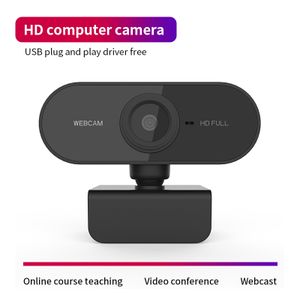 HD computer camera
USB plug and play driver free
WEBCAM
HD FULL
Online course teaching
Video conference
Webcast